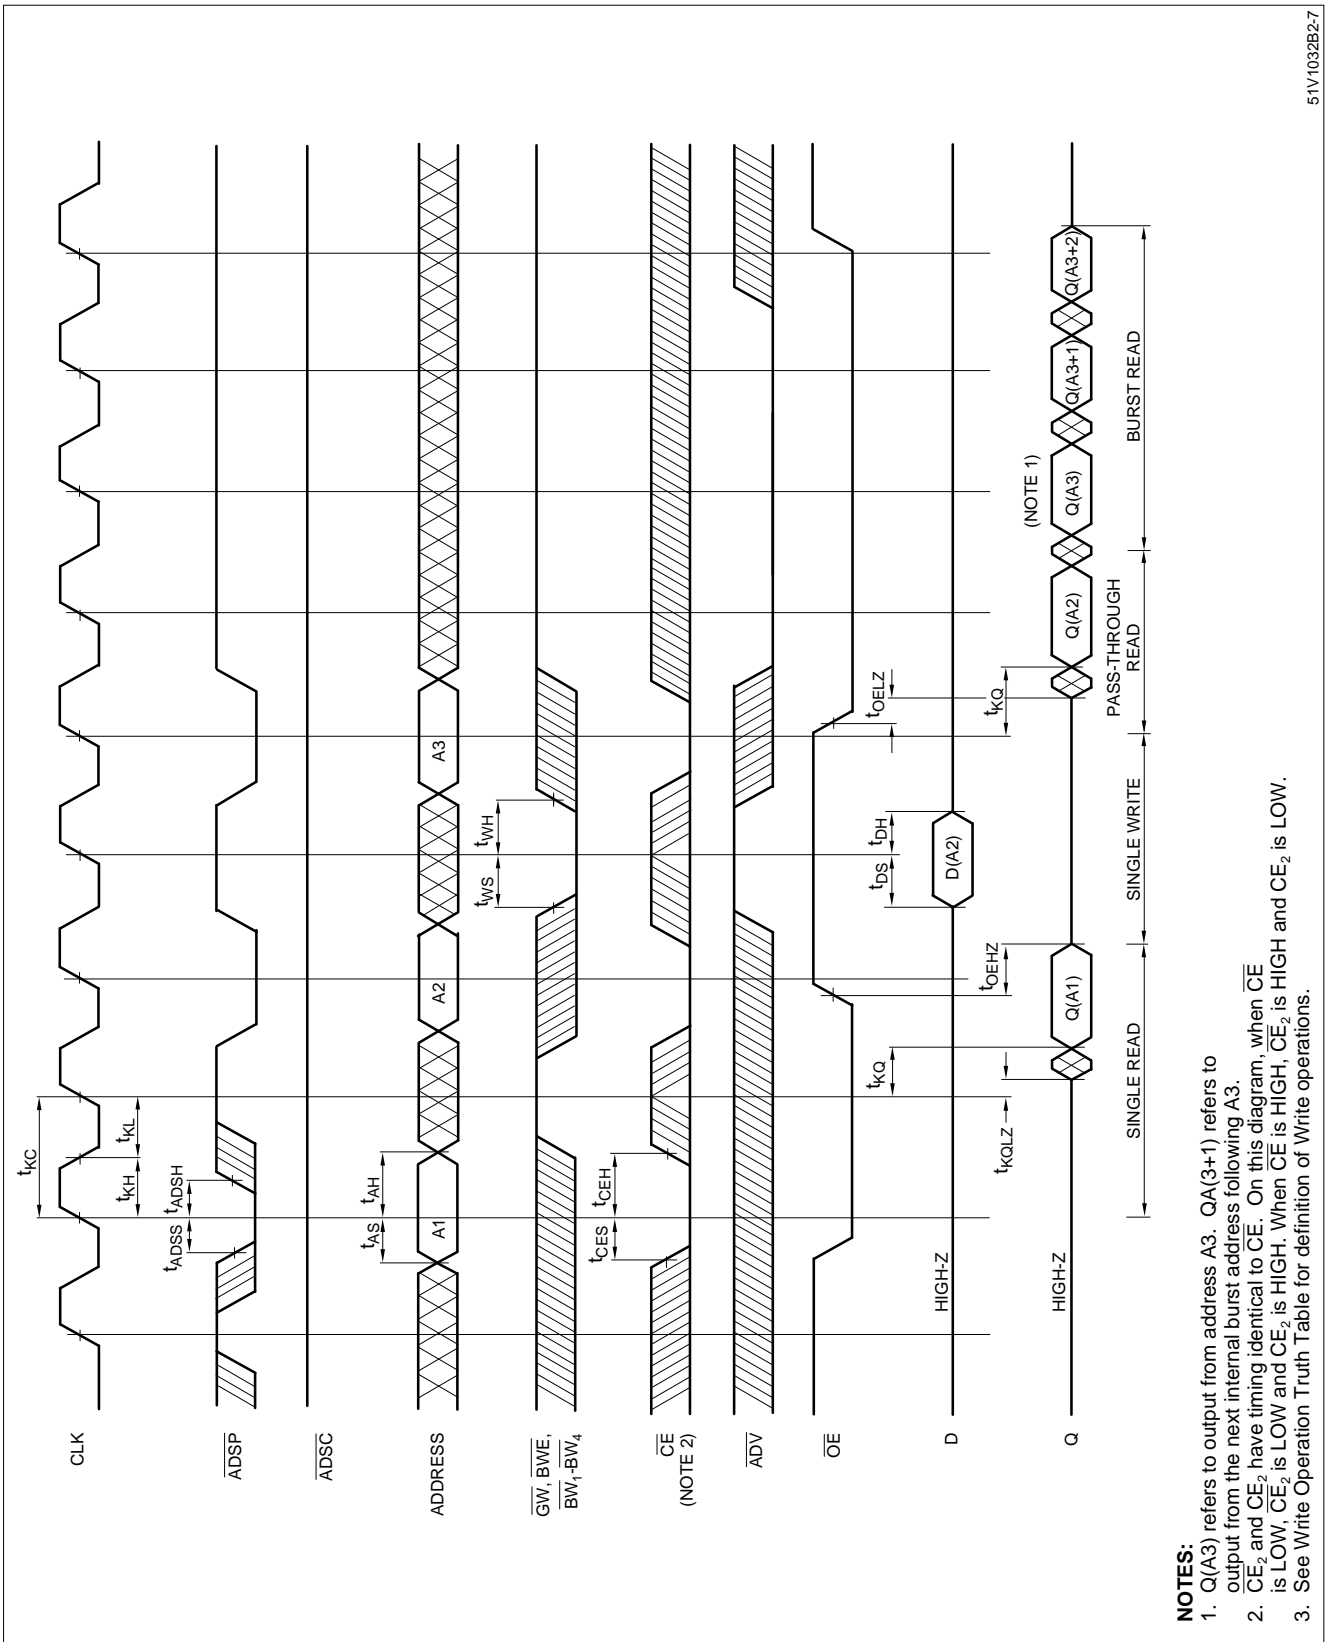 CLK
ADSP
ADSC
ADDRESS
GW, BWE,
BW1-BW4
CE
(NOTE 2)
ADV
OE
D
Q
tKC
tKH
tKL
tADSS
tADSH
tAS
tAH
A1
A2
A3
tWS
tWH
tCES
tCEH
tOEHZ
tOELZ
tKQ
tKQ
tKQLZ
tDS
tDH
HIGH-Z
D(A2)
HIGH-Z
Q(A1)
Q(A2)
(NOTE 1)
Q(A3)
Q(A3+1)
Q(A3+2)
SINGLE READ
SINGLE WRITE
PASS-THROUGH
READ
BURST READ
NOTES:
1. Q(A3) refers to output from address A3. QA(3+1) refers to
output from the next internal burst address following A3.
2. CE2 and CE2 have timing identical to CE. On this diagram, when CE
is LOW, CE2 is LOW and CE2 is HIGH. When CE is HIGH, CE2 is HIGH and CE2 is LOW.
3. See Write Operation Truth Table for definition of Write operations.
51V1032B2-7